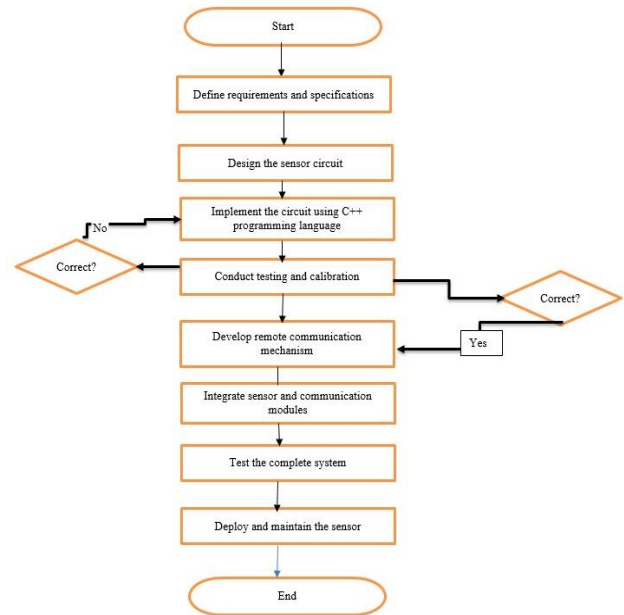 Start
Define requirements and specifications
Design the sensor circuit
Implement the circuit using C++
programming language
No
Correct?
Conduct testing and calibration
Correct?
Develop remote communication
mechanism
Yes
Integrate sensor and communication
modules
Test the complete system
Deploy and maintain the sensor
End